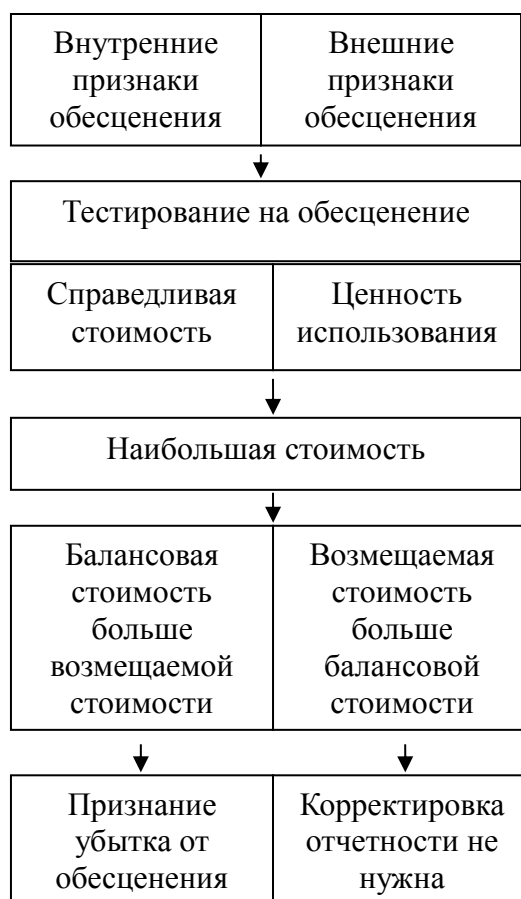 Внутренние
признаки
обесценения
Внешние
признаки
обесценения
Тестирование на обесценение
Справедливая
стоимость
Ценность
использования
Наибольшая стоимость
Балансовая
стоимость
больше
возмещаемой
стоимости
Возмещаемая
стоимость
больше
балансовой
стоимости
Признание
убытка от
обесценения
Корректировка
отчетности не
нужна